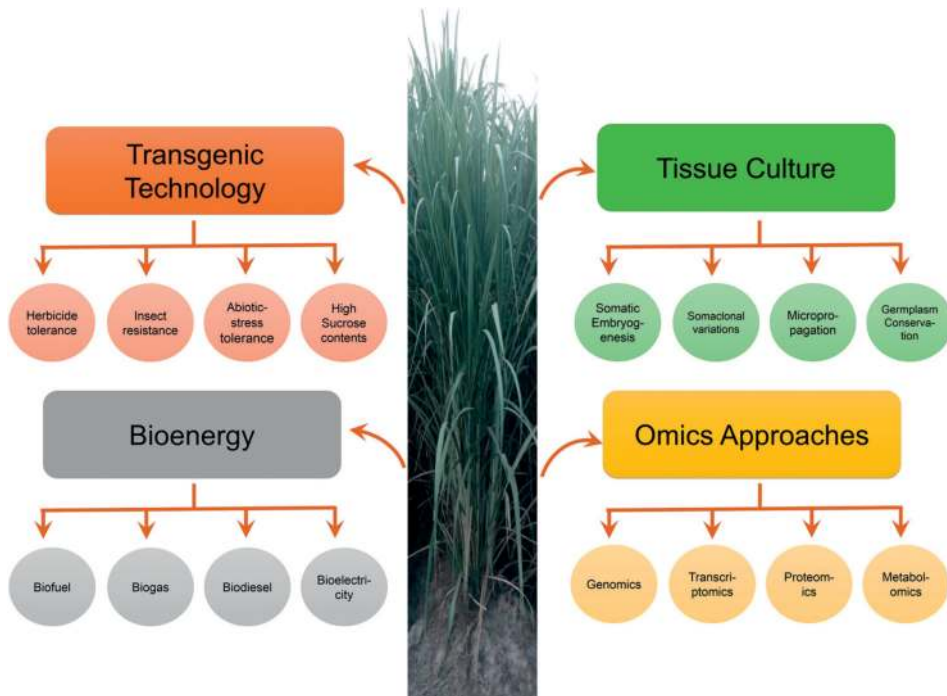 Transgenic
Technology
Herbicide
tolerance
Insect
resistance
Abiotic-
stress
tolerance
High
Sucrose
contents
Tissue Culture
Somatic
Embryog-
enesis
Somaclonal
variations
Micropro-
pagation
Germplasm
Conserva-
tion
Bioenergy
Biofuel
Biogas
Biodiesel
Bioelectri-
city
Omics Approaches
Genomics
Transcri-
ptomics
Proteom-
ics
Metabol-
omics